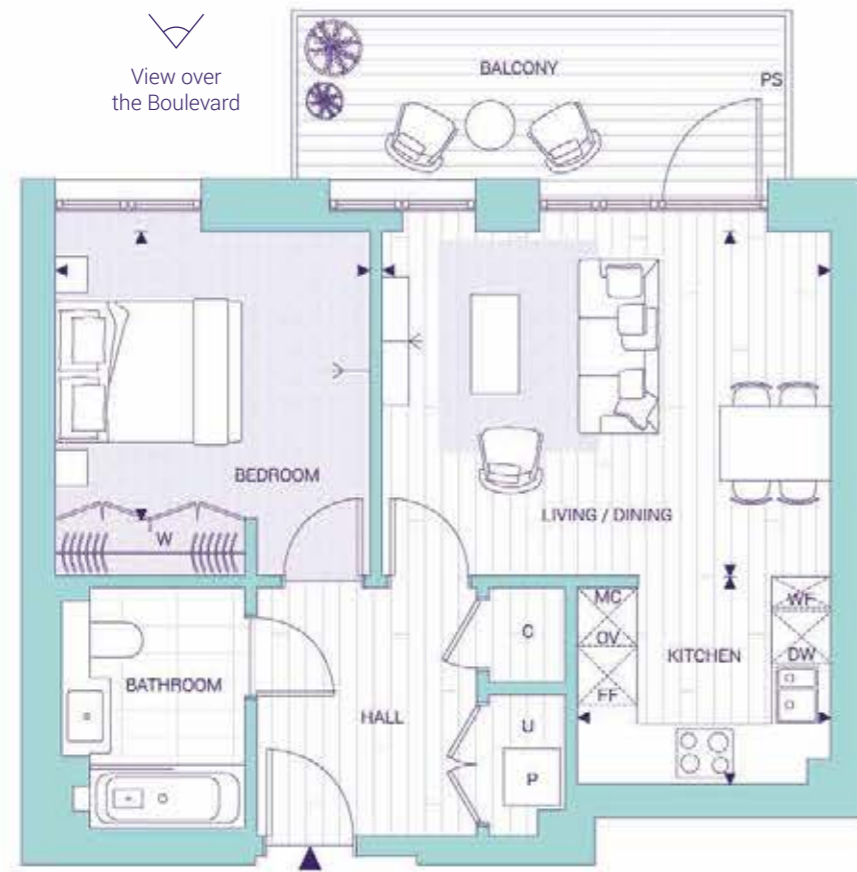 View over
the Boulevard
BALCONY
PS
BEDROOM
W
LIVING / DINING
MC
WF
C
OV
KITCHEN
DW
BATHROOM
FF
HALL
U
P